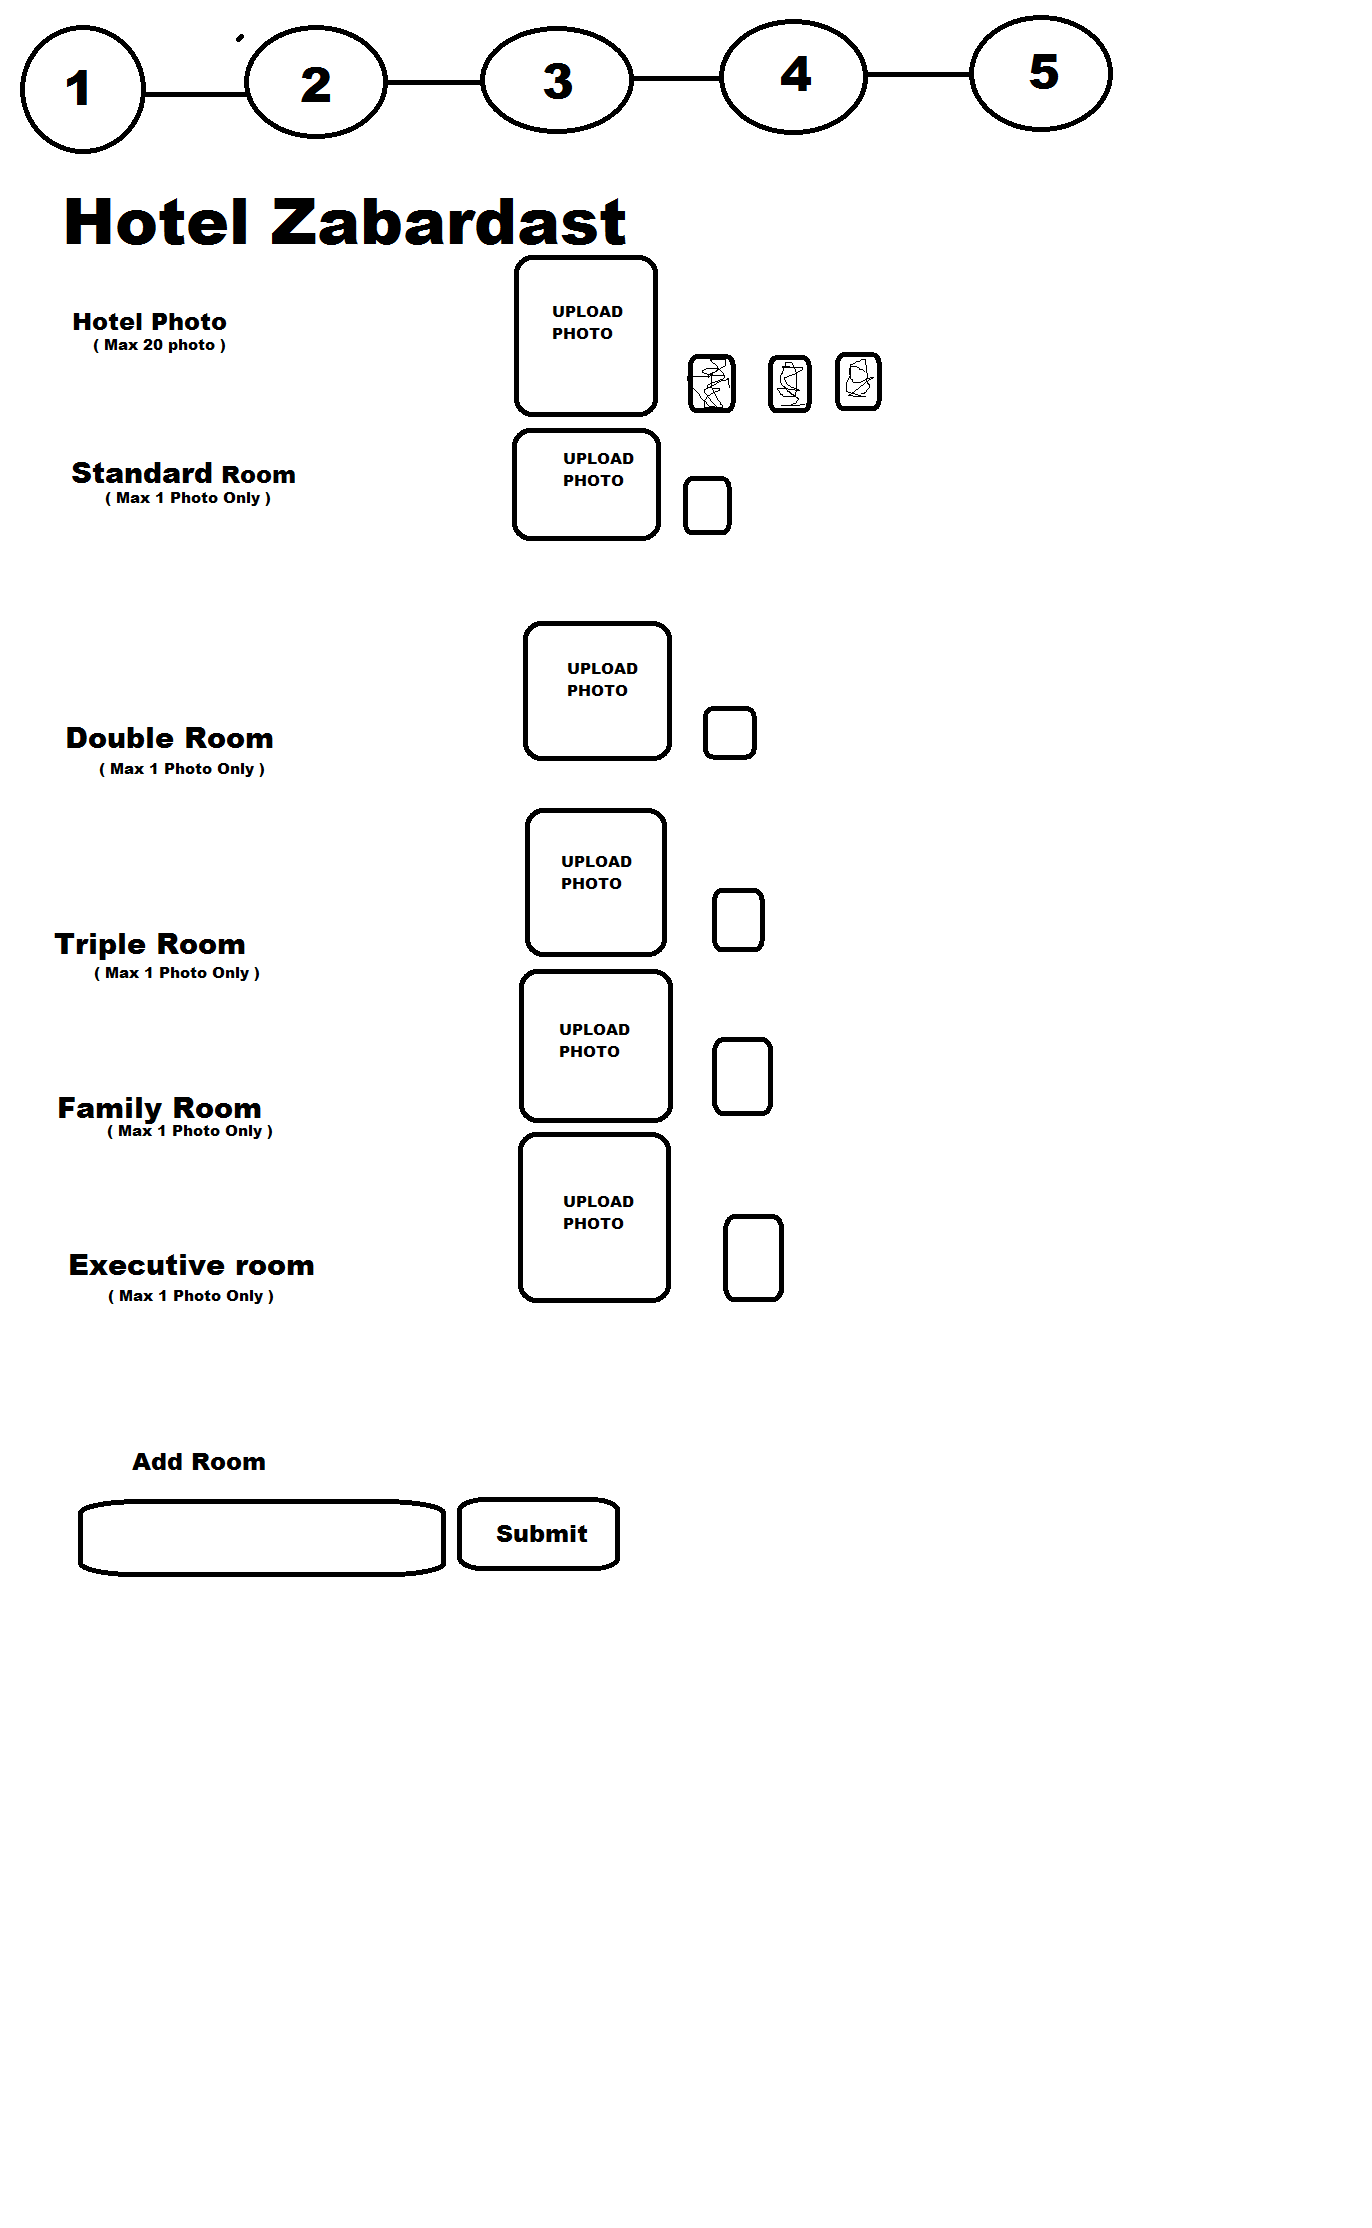 1
2
3
4
5
Hotel Zabardast
Hotel Photo
( Max 20 photo )
UPLOAD
PHOTO
Standard Room
( Max 1 Photo Only )
UPLOAD
PHOTO
Double Room
( Max 1 Photo Only )
UPLOAD
PHOTO
Triple Room
( Max 1 Photo Only )
UPLOAD
PHOTO
Family Room
( Max 1 Photo Only )
UPLOAD
PHOTO
Executive room
( Max 1 Photo Only )
UPLOAD
PHOTO
Add Room
Submit